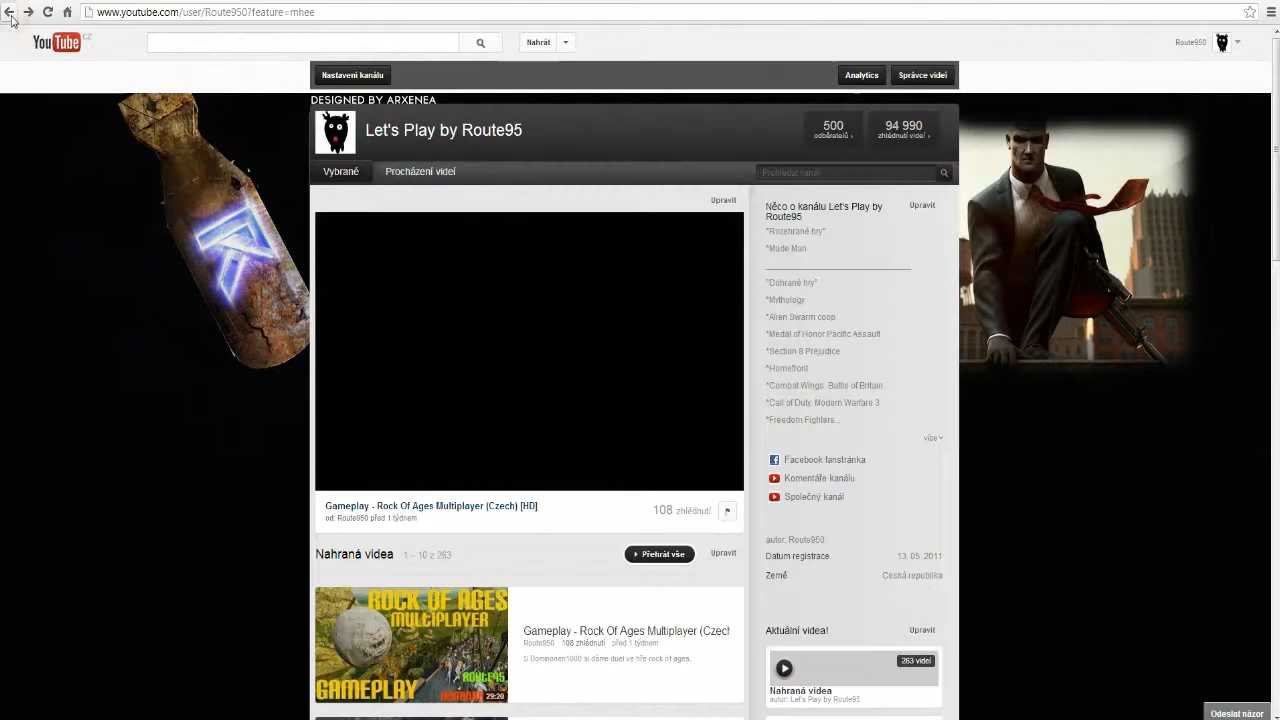 www.youtube.com/user/Route950?feature=mhee
YouTube CZ
Nahrát
Route950
Nastavení kanálu
Analytics
Správce videí
DESIGNED BY ARXENEA
Let's Play by Route95
500
odběratelů ›
94 990
zhlédnutí videí ›
Vybrané
Procházení videí
Prohledat kanál
Upravit
Něco o kanálu Let's Play by
Route95
Upravit
"Rozehrané hry"
*Made Man
"Dohrané hry"
*Mythology
*Alien Swarm coop
*Medal of Honor Pacific Assault
*Section 8 Prejudice
*Homefront
*Combat Wings: Battle of Britain
*Call of Duty: Modern Warfare 3
*Freedom Fighters...
více
Facebook fanstránka
Komentáře kanálu
Společný kanál
Gameplay - Rock Of Ages Multiplayer (Czech) [HD]
od: Route950 před 1 týdnem
108 zhlédnutí
autor: Route950
Datum registrace 13. 05. 2011
Země Česká republika
Nahraná videa 1 – 10 z 263
Přehrát vše
Upravit
ROCK OF AGES
MULTIPLAYER
ROUTE95
GAMEPLAY
29:20
Gameplay - Rock Of Ages Multiplayer (Czech
Route950 108 zhlédnutí před 1 týdnem
S Dominonen1000 si dáme duel ve hře rock of ages.
Aktuální videa!
Upravit
263 videí
Nahraná videa
autor: Let's Play by Route95
Odeslat názor